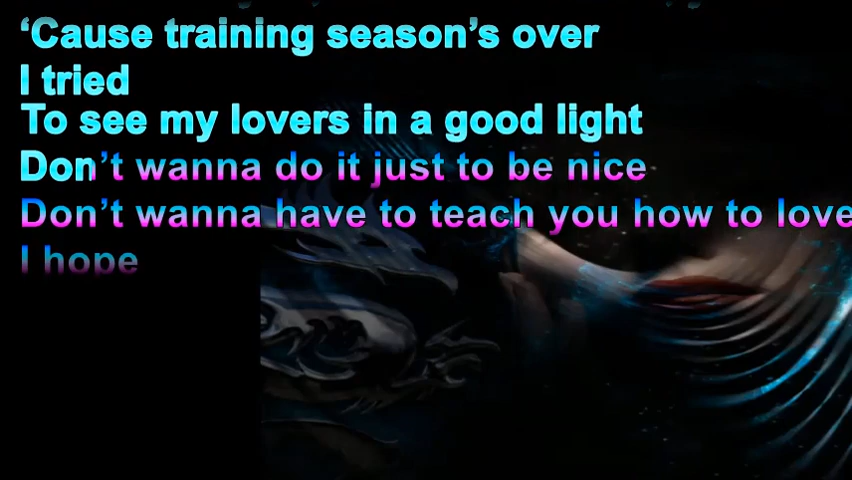 ‘Cause training season’s over
I tried
To see my lovers in a good light
Don’t wanna do it just to be nice
Don’t wanna have to teach you how to love
I hope